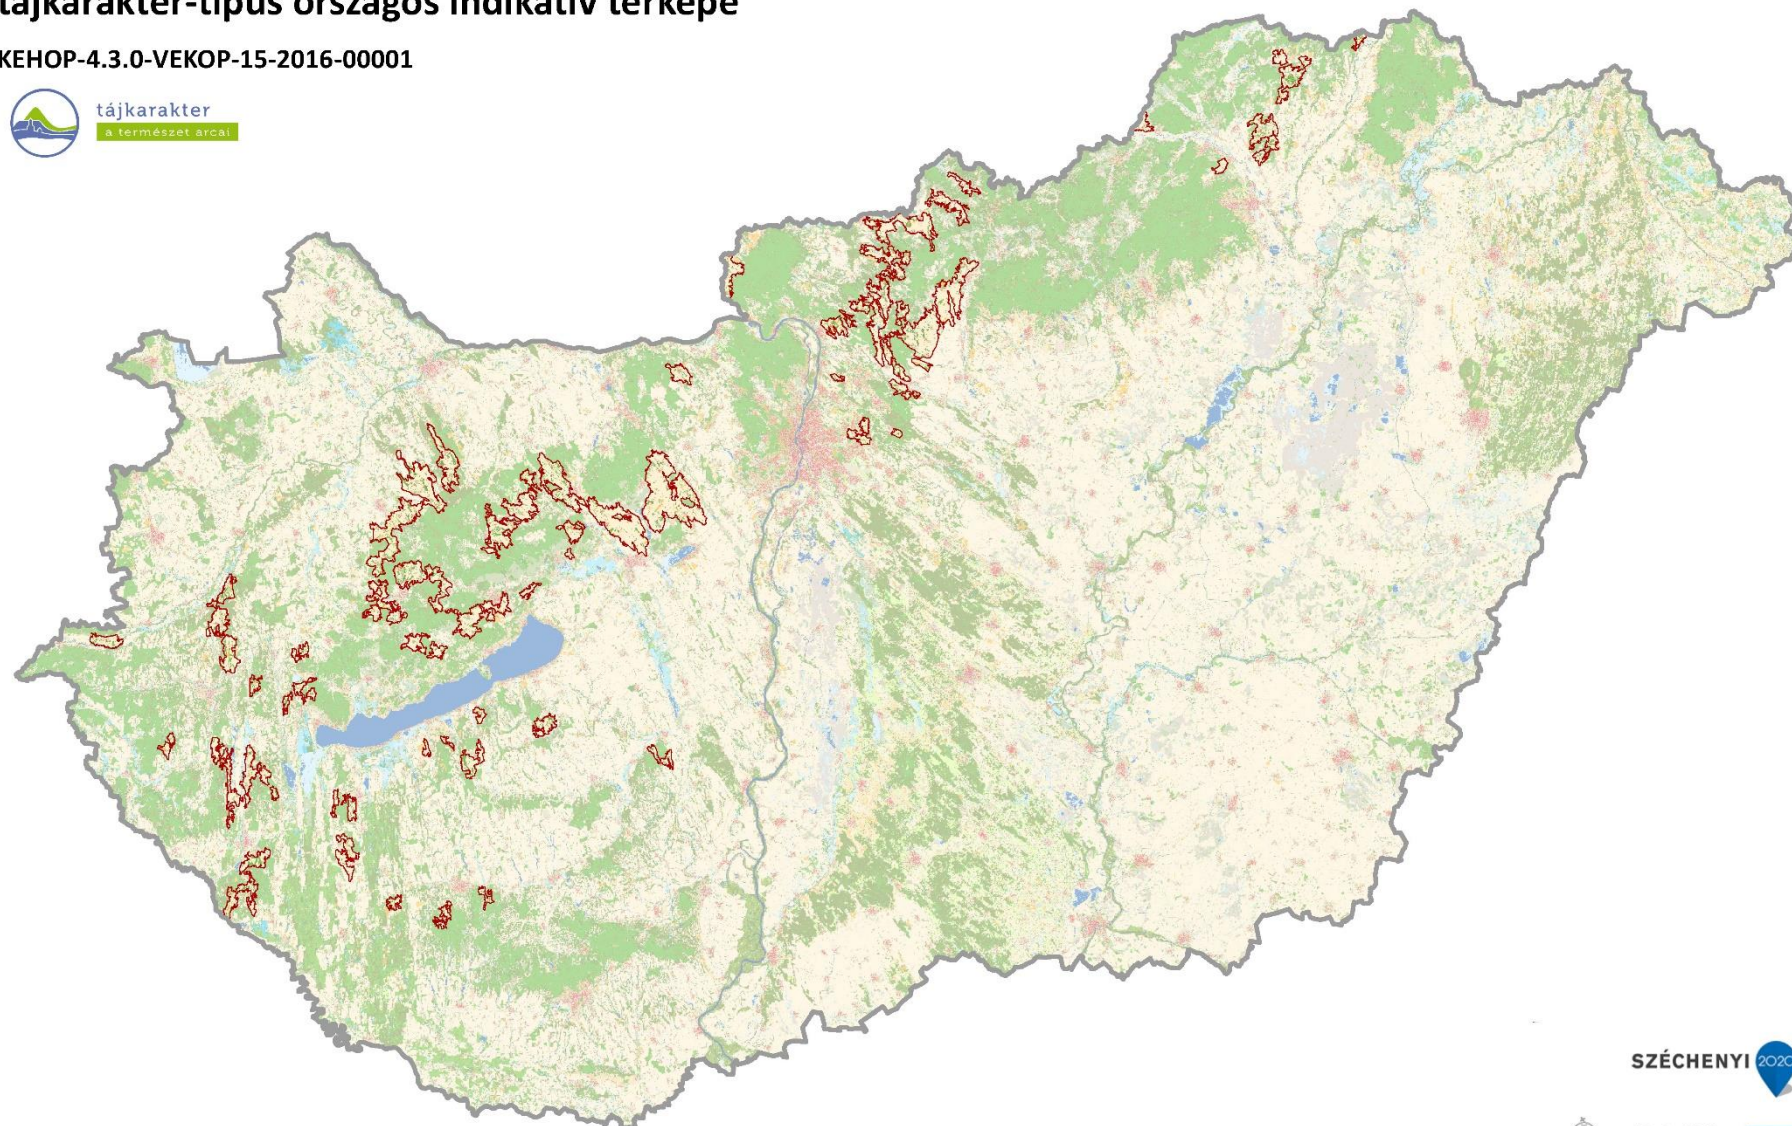 tájkarakter-típus országos indikatív térképe
KEHOP-4.3.0-VEKOP-15-2016-00001
tájkarakter
a természet arcai
SZÉCHENYI 2020